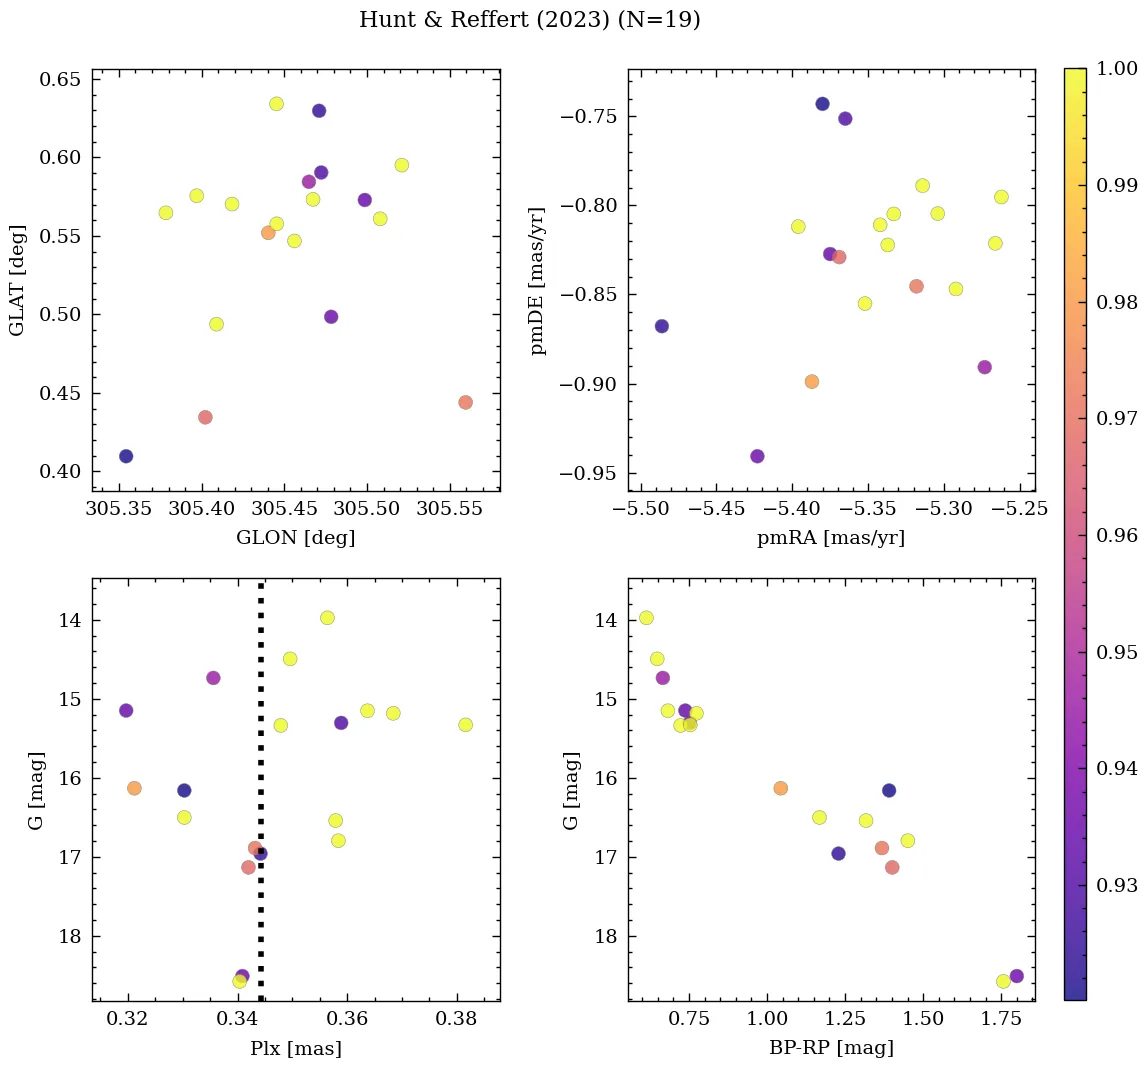 Hunt & Reffert (2023) (N=19)
0.65
0.60
0.55
0.50
0.45
0.40
GLAT [deg]
305.35 305.40 305.45 305.50 305.55
GLON [deg]
−0.75
−0.80
−0.85
−0.90
−0.95
pmDE [mas/yr]
−5.50 −5.45 −5.40 −5.35 −5.30 −5.25
pmRA [mas/yr]
14
15
16
17
18
G [mag]
0.32 0.34 0.36 0.38
Plx [mas]
14
15
16
17
18
G [mag]
0.75 1.00 1.25 1.50 1.75
BP-RP [mag]
1.00
0.99
0.98
0.97
0.96
0.95
0.94
0.93